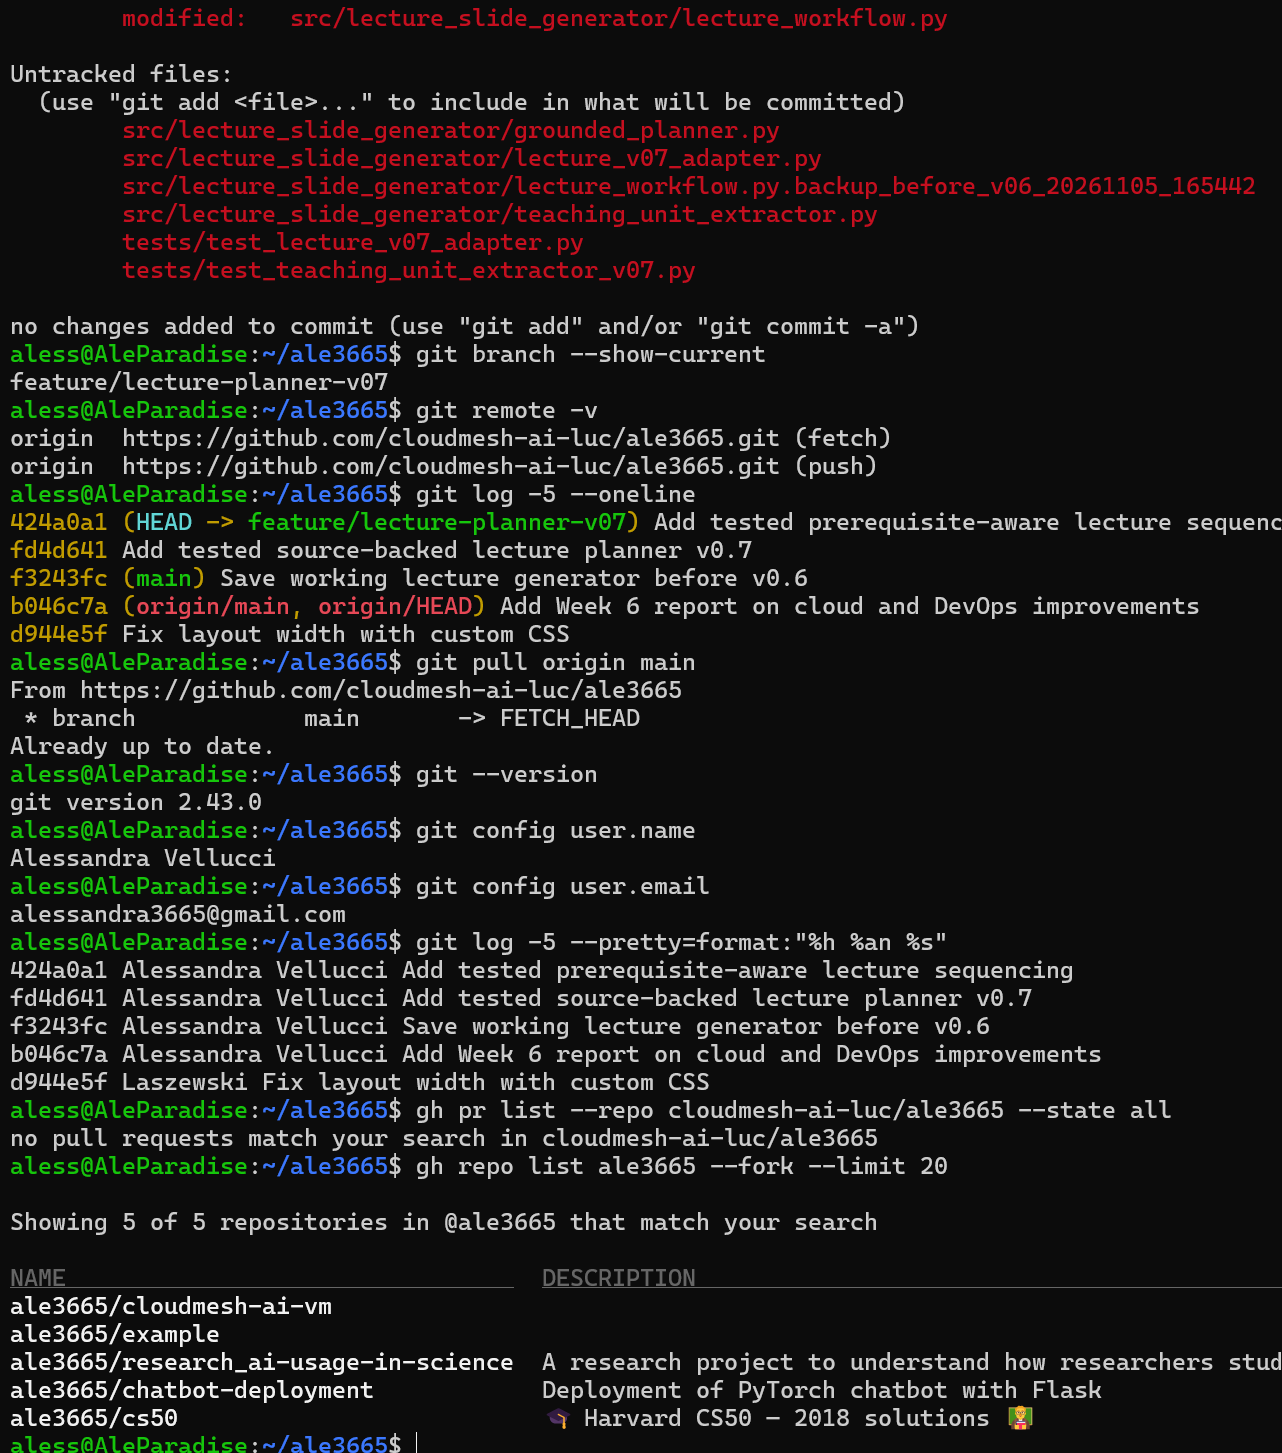 modified:   src/lecture_slide_generator/lecture_workflow.py
Untracked files:
(use "git add <file>..." to include in what will be committed)
src/lecture_slide_generator/grounded_planner.py
src/lecture_slide_generator/lecture_v07_adapter.py
src/lecture_slide_generator/lecture_workflow.py.backup_before_v06_20261105_165442
src/lecture_slide_generator/teaching_unit_extractor.py
tests/test_lecture_v07_adapter.py
tests/test_teaching_unit_extractor_v07.py
no changes added to commit (use "git add" and/or "git commit -a")
aless@AleParadise:~/ale3665$ git branch --show-current
feature/lecture-planner-v07
aless@AleParadise:~/ale3665$ git remote -v
origin  https://github.com/cloudmesh-ai-luc/ale3665.git (fetch)
origin  https://github.com/cloudmesh-ai-luc/ale3665.git (push)
aless@AleParadise:~/ale3665$ git log -5 --oneline
424a0a1 (HEAD -> feature/lecture-planner-v07) Add tested prerequisite-aware lecture sequenc
fd4d641 Add tested source-backed lecture planner v0.7
f3243fc (main) Save working lecture generator before v0.6
b046c7a (origin/main, origin/HEAD) Add Week 6 report on cloud and DevOps improvements
d944e5f Fix layout width with custom CSS
aless@AleParadise:~/ale3665$ git pull origin main
From https://github.com/cloudmesh-ai-luc/ale3665
* branch            main       -> FETCH_HEAD
Already up to date.
aless@AleParadise:~/ale3665$ git --version
git version 2.43.0
aless@AleParadise:~/ale3665$ git config user.name
Alessandra Vellucci
aless@AleParadise:~/ale3665$ git config user.email
alessandra3665@gmail.com
aless@AleParadise:~/ale3665$ git log -5 --pretty=format:"%h %an %s"
424a0a1 Alessandra Vellucci Add tested prerequisite-aware lecture sequencing
fd4d641 Alessandra Vellucci Add tested source-backed lecture planner v0.7
f3243fc Alessandra Vellucci Save working lecture generator before v0.6
b046c7a Alessandra Vellucci Add Week 6 report on cloud and DevOps improvements
d944e5f Laszewski Fix layout width with custom CSS
aless@AleParadise:~/ale3665$ gh pr list --repo cloudmesh-ai-luc/ale3665 --state all
no pull requests match your search in cloudmesh-ai-luc/ale3665
aless@AleParadise:~/ale3665$ gh repo list ale3665 --fork --limit 20
Showing 5 of 5 repositories in @ale3665 that match your search
NAME  DESCRIPTION
ale3665/cloudmesh-ai-vm
ale3665/example
ale3665/research_ai-usage-in-science  A research project to understand how researchers stud
ale3665/chatbot-deployment  Deployment of PyTorch chatbot with Flask
ale3665/cs50  🎓 Harvard CS50 – 2018 solutions 👩‍🏫
aless@AleParadise:~/ale3665$